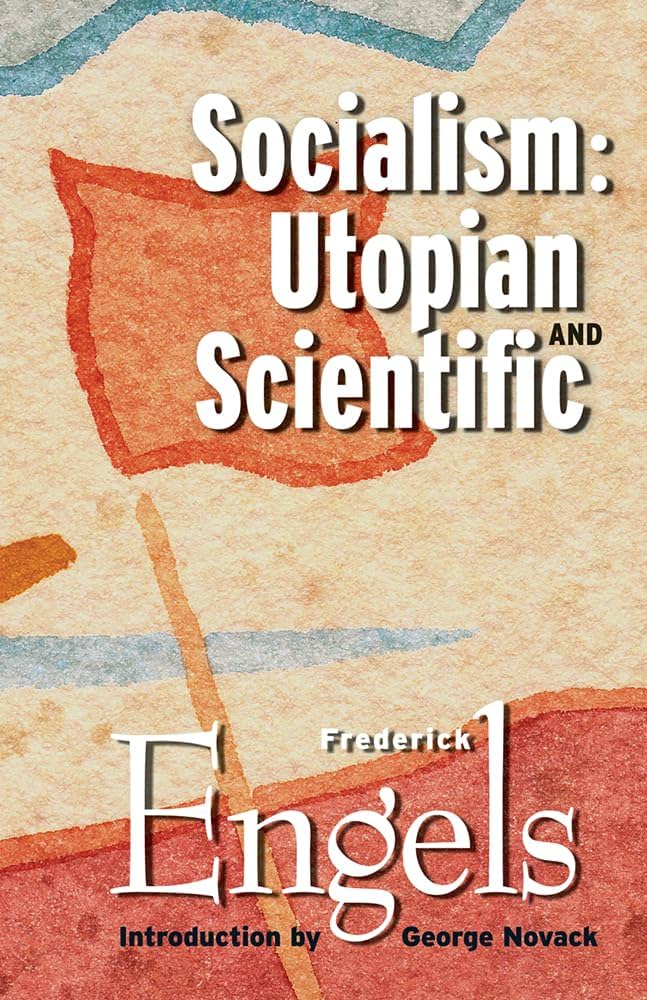 Socialism:
Utopian
AND
Scientific
Frederick
Engels
Introduction by George Novack